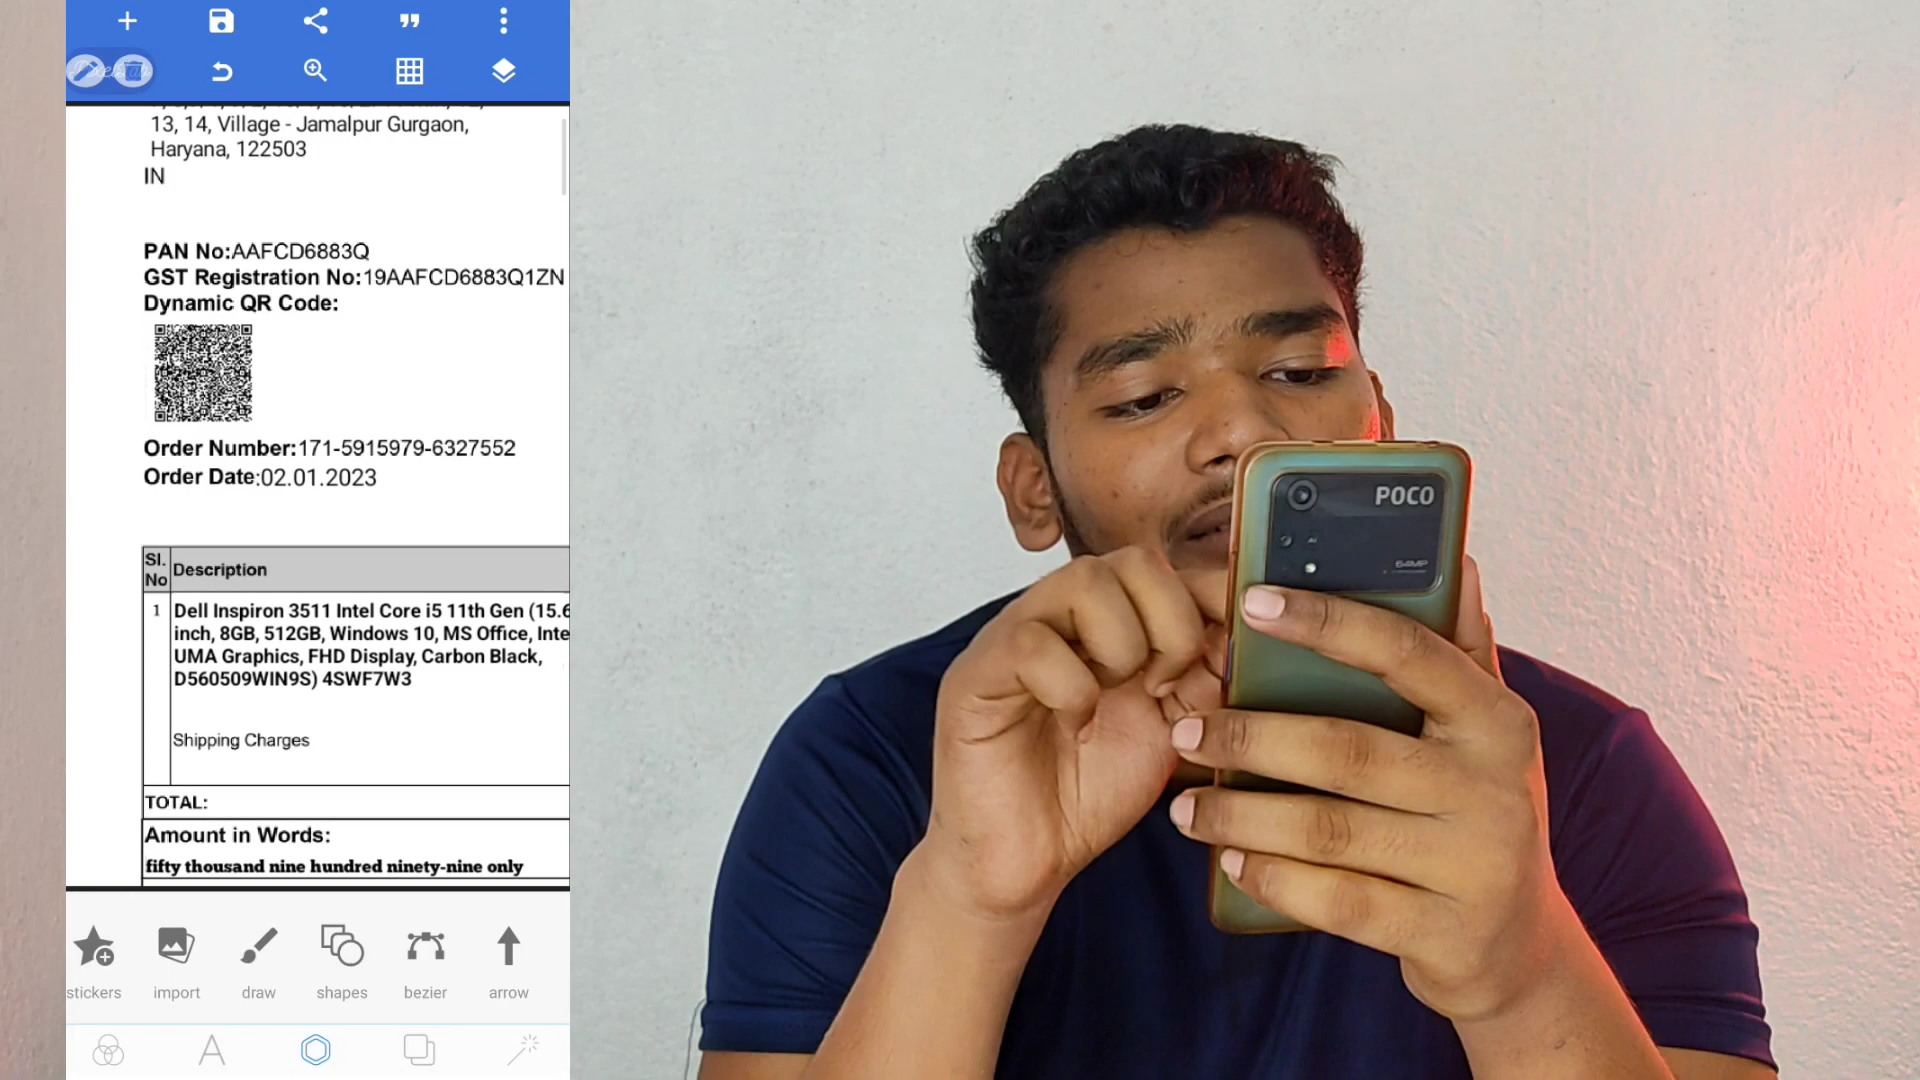 13, 14, Village - Jamalpur Gurgaon,
Haryana, 122503
IN
PAN No:AAFCD6883Q
GST Registration No:19AAFCD6883Q1ZN
Dynamic QR Code:
Order Number:171-5915979-6327552
Order Date:02.01.2023
Sl. No Description
1 Dell Inspiron 3511 Intel Core i5 11th Gen (15.6
inch, 8GB, 512GB, Windows 10, MS Office, Inte
UMA Graphics, FHD Display, Carbon Black,
D560509WIN9S) 4SWF7W3
Shipping Charges
TOTAL:
Amount in Words:
fifty thousand nine hundred ninety-nine only
stickers import draw shapes bezier arrow
POCO
64MP